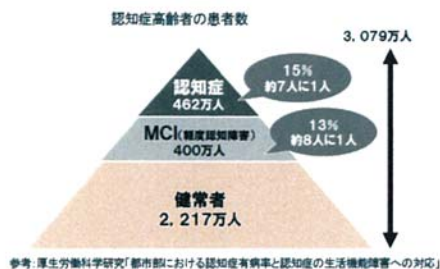 認知症高齢者の患者数
3,079万人
15%
約7人に1人
認知症
462万人
13%
約8人に1人
MCI(軽度認知障害)
400万人
健常者
2,217万人
参考:厚生労働科学研究「都市部における認知症有病率と認知症の生活機能障害への対応」